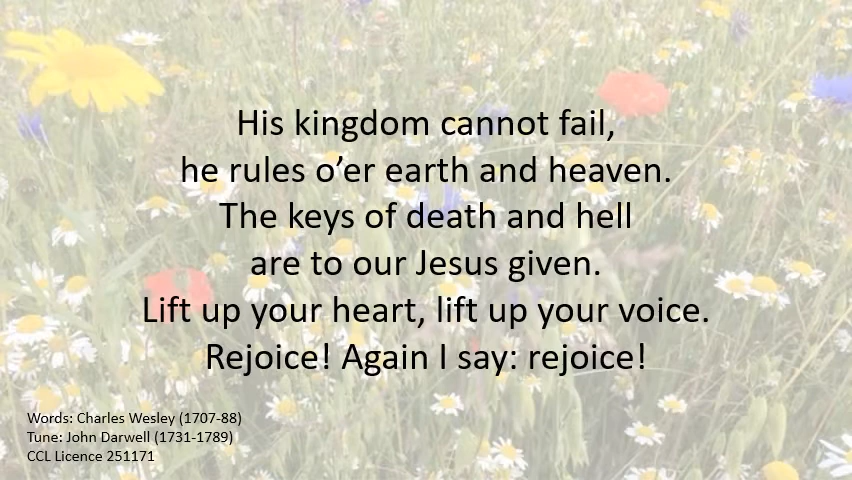 His kingdom cannot fail,
he rules o’er earth and heaven.
The keys of death and hell
are to our Jesus given.
Lift up your heart, lift up your voice.
Rejoice! Again I say: rejoice!
Words: Charles Wesley (1707-88)
Tune: John Darwell (1731-1789)
CCL Licence 251171